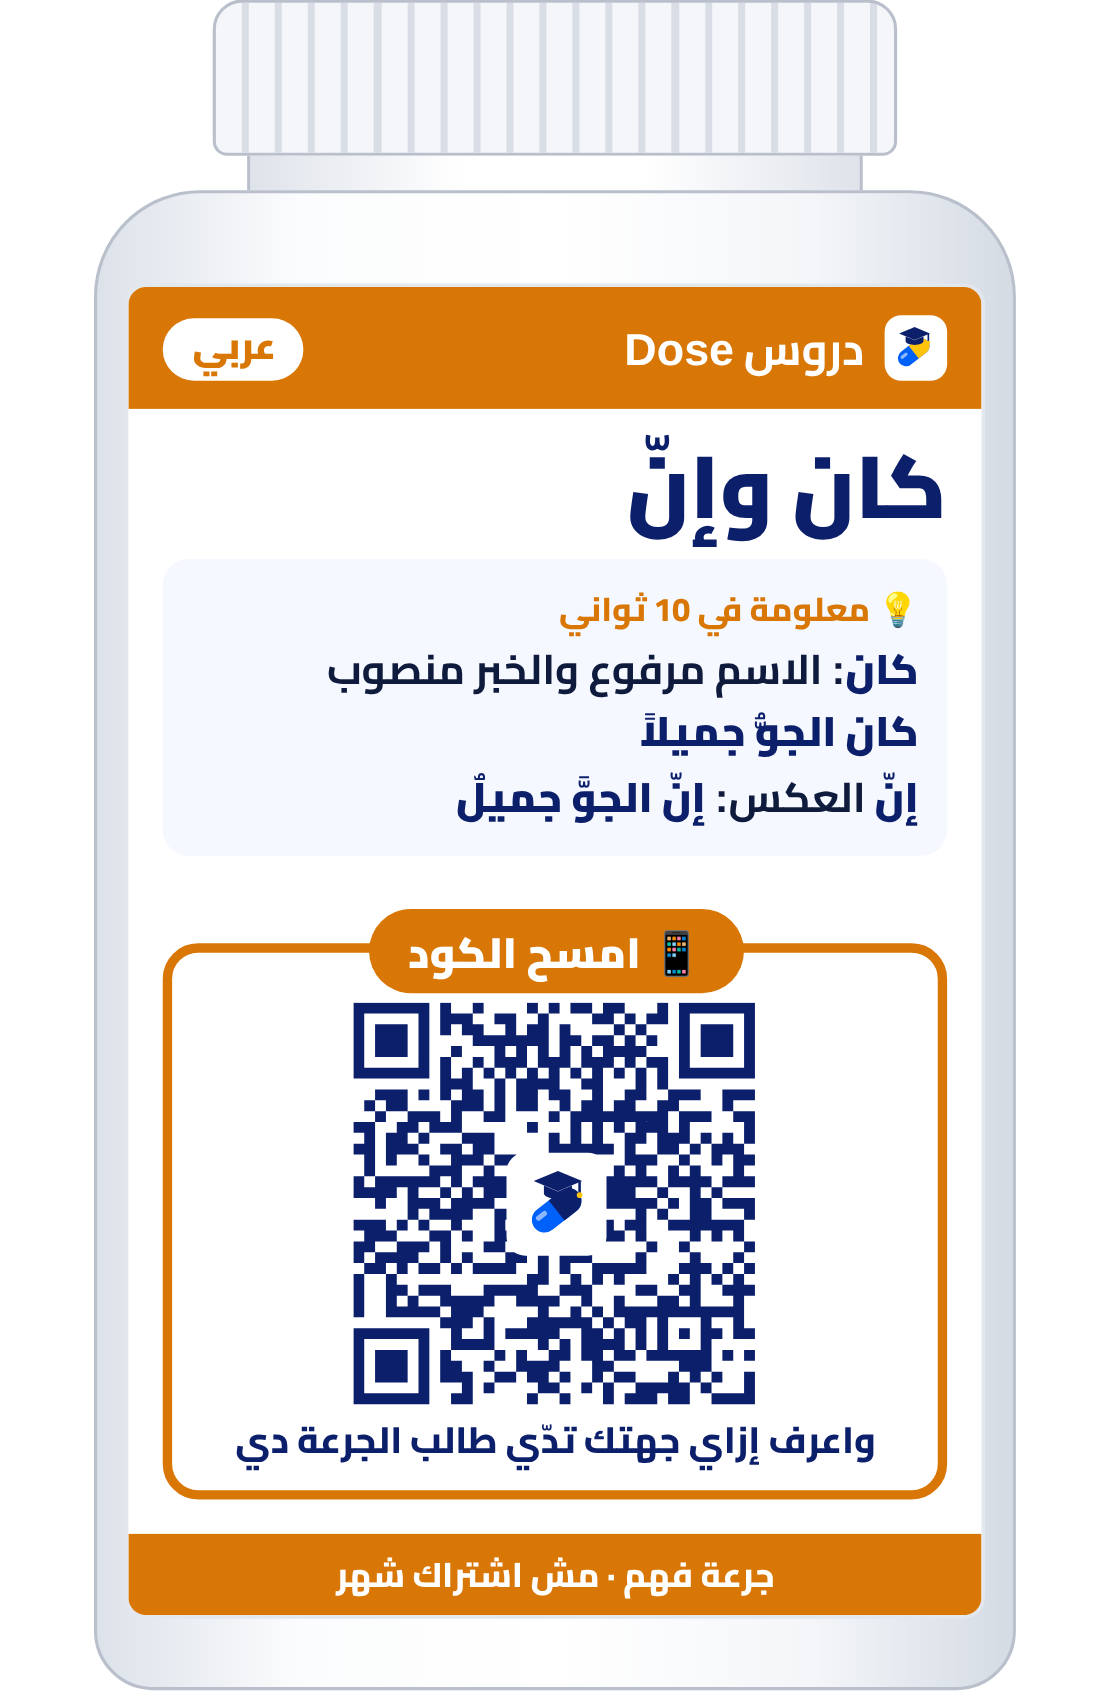 دروس Dose
عربي
كان وإنّ
💡 معلومة في 10 ثواني
كان: الاسم مرفوع والخبر منصوب
كان الجوُّ جميلاً
إنّ العكس: إنّ الجوَّ جميلٌ
📱 امسح الكود
واعرف إزاي جهتك تدّي طالب الجرعة دي
جرعة فهم · مش اشتراك شهر